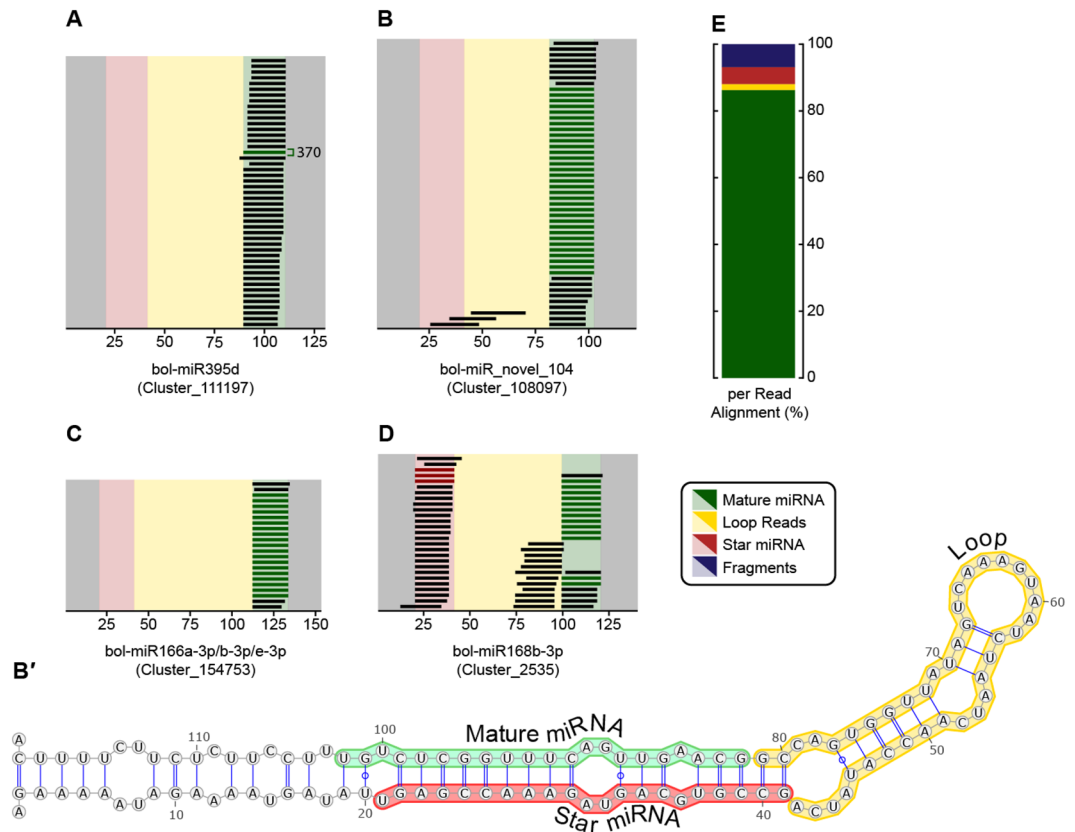 A
B
E
370
25 50 75 100 125
bol-miR395d
(Cluster_111197)
25 50 75 100
bol-miR_novel_104
(Cluster_108097)
100
80
60
40
20
0
per Read
Alignment (%)
C
D
0 25 50 75 100 125 150
bol-miR166a-3p/b-3p/e-3p
(Cluster_154753)
0 25 50 75 100 125
bol-miR168b-3p
(Cluster_2535)
Mature miRNA
Loop Reads
Star miRNA
Fragments
B′
Loop
60
70
50
80
110
100
Mature miRNA
UGUCUCGGUUUCAGUUGACGG
10
20
Star miRNA
40